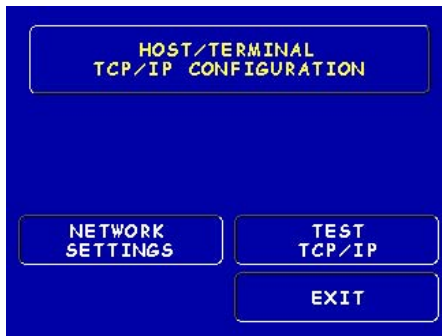 HOST/TERMINAL
TCP/IP CONFIGURATION
NETWORK
SETTINGS
TEST
TCP/IP
EXIT